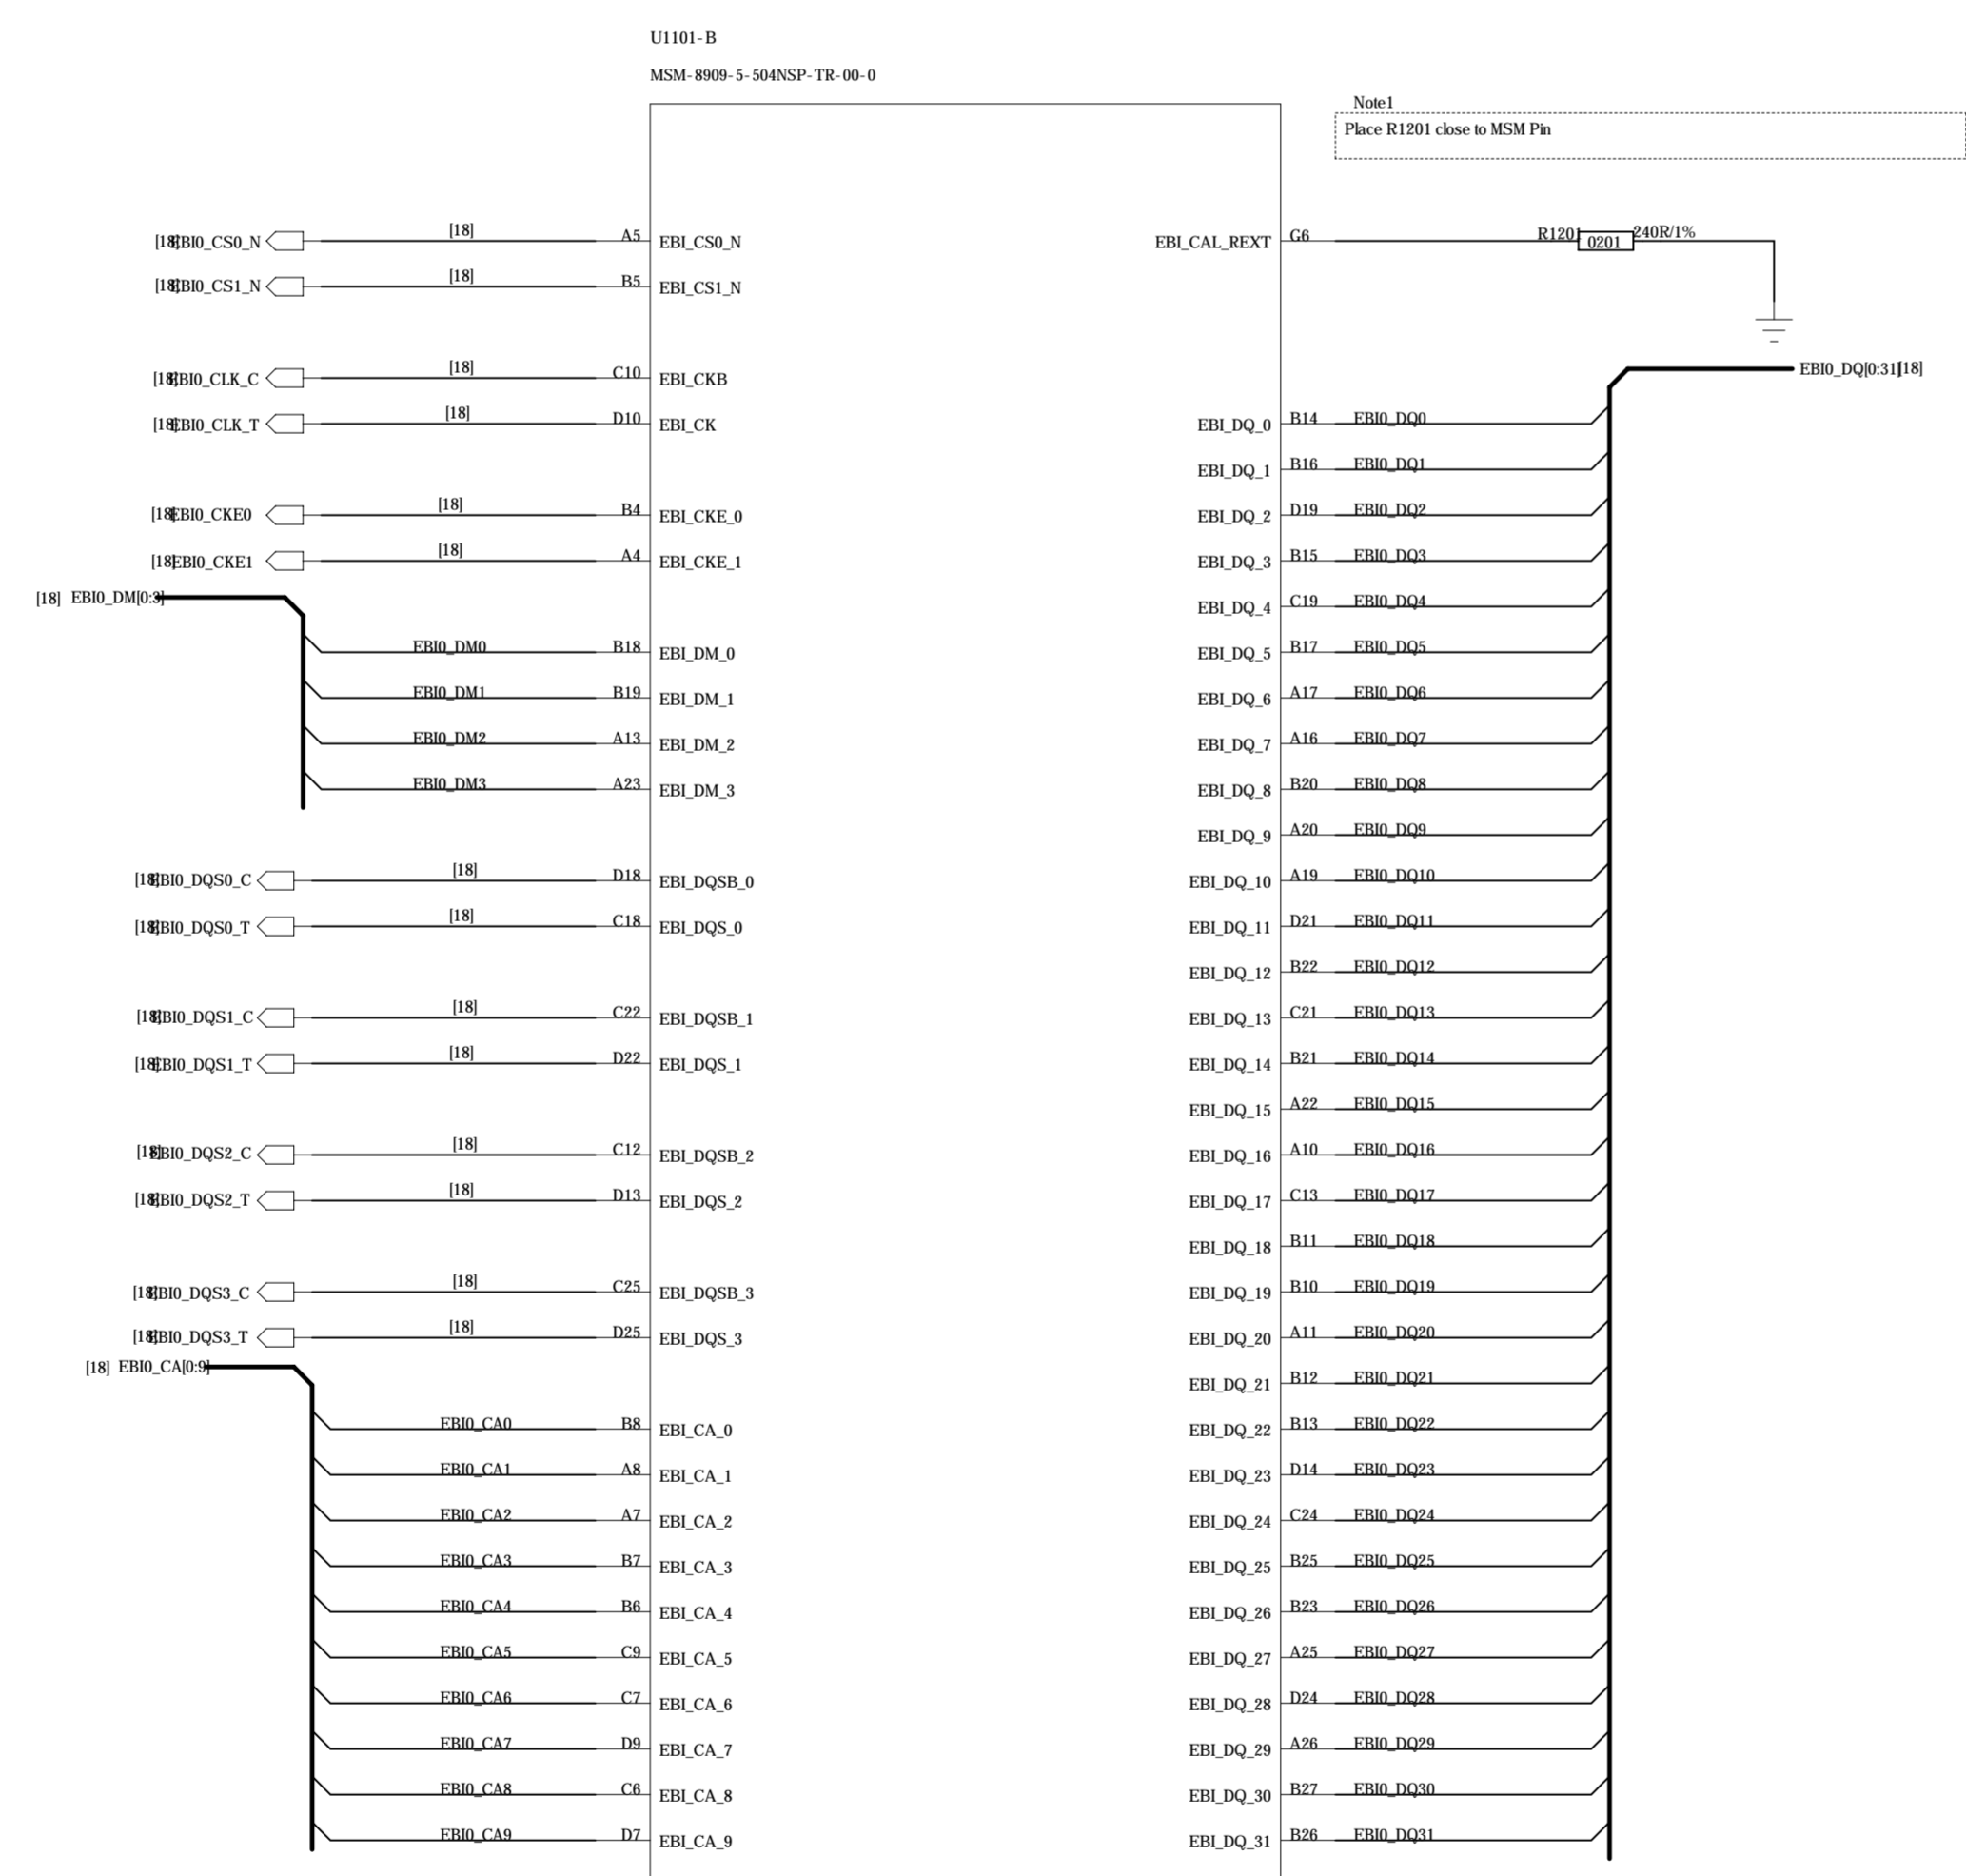 U1101-B
MSM-8909-5-504NSP-TR-00-0
Note1
Place R1201 close to MSM Pin
[18] EBI0_CS0_N [18] A5 EBI_CS0_N
EBI_CAL_REXT G6 R1201 0201 240R/1%
[18] EBI0_CS1_N [18] B5 EBI_CS1_N
EBI0_DQ[0:31] [18]
[18] EBI0_CLK_C [18] C10 EBI_CKB
[18] EBI0_CLK_T [18] D10 EBI_CK
EBI_DQ_0 B14 EBI0_DQ0
EBI_DQ_1 B16 EBI0_DQ1
[18] EBI0_CKE0 [18] B4 EBI_CKE_0
EBI_DQ_2 D19 EBI0_DQ2
[18] EBI0_CKE1 [18] A4 EBI_CKE_1
EBI_DQ_3 B15 EBI0_DQ3
[18] EBI0_DM[0:3]
EBI_DQ_4 C19 EBI0_DQ4
EBI0_DM0 B18 EBI_DM_0
EBI_DQ_5 B17 EBI0_DQ5
EBI0_DM1 B19 EBI_DM_1
EBI_DQ_6 A17 EBI0_DQ6
EBI0_DM2 A13 EBI_DM_2
EBI_DQ_7 A16 EBI0_DQ7
EBI0_DM3 A23 EBI_DM_3
EBI_DQ_8 B20 EBI0_DQ8
EBI_DQ_9 A20 EBI0_DQ9
[18] EBI0_DQS0_C [18] D18 EBI_DQSB_0
EBI_DQ_10 A19 EBI0_DQ10
[18] EBI0_DQS0_T [18] C18 EBI_DQS_0
EBI_DQ_11 D21 EBI0_DQ11
EBI_DQ_12 B22 EBI0_DQ12
[18] EBI0_DQS1_C [18] C22 EBI_DQSB_1
EBI_DQ_13 C21 EBI0_DQ13
[18] EBI0_DQS1_T [18] D22 EBI_DQS_1
EBI_DQ_14 B21 EBI0_DQ14
EBI_DQ_15 A22 EBI0_DQ15
[18] EBI0_DQS2_C [18] C12 EBI_DQSB_2
EBI_DQ_16 A10 EBI0_DQ16
[18] EBI0_DQS2_T [18] D13 EBI_DQS_2
EBI_DQ_17 C13 EBI0_DQ17
EBI_DQ_18 B11 EBI0_DQ18
[18] EBI0_DQS3_C [18] C25 EBI_DQSB_3
EBI_DQ_19 B10 EBI0_DQ19
[18] EBI0_DQS3_T [18] D25 EBI_DQS_3
EBI_DQ_20 A11 EBI0_DQ20
[18] EBI0_CA[0:9]
EBI_DQ_21 B12 EBI0_DQ21
EBI0_CA0 B8 EBI_CA_0
EBI_DQ_22 B13 EBI0_DQ22
EBI0_CA1 A8 EBI_CA_1
EBI_DQ_23 D14 EBI0_DQ23
EBI0_CA2 A7 EBI_CA_2
EBI_DQ_24 C24 EBI0_DQ24
EBI0_CA3 B7 EBI_CA_3
EBI_DQ_25 B25 EBI0_DQ25
EBI0_CA4 B6 EBI_CA_4
EBI_DQ_26 B23 EBI0_DQ26
EBI0_CA5 C9 EBI_CA_5
EBI_DQ_27 A25 EBI0_DQ27
EBI0_CA6 C7 EBI_CA_6
EBI_DQ_28 D24 EBI0_DQ28
EBI0_CA7 D9 EBI_CA_7
EBI_DQ_29 A26 EBI0_DQ29
EBI0_CA8 C6 EBI_CA_8
EBI_DQ_30 B27 EBI0_DQ30
EBI0_CA9 D7 EBI_CA_9
EBI_DQ_31 B26 EBI0_DQ31